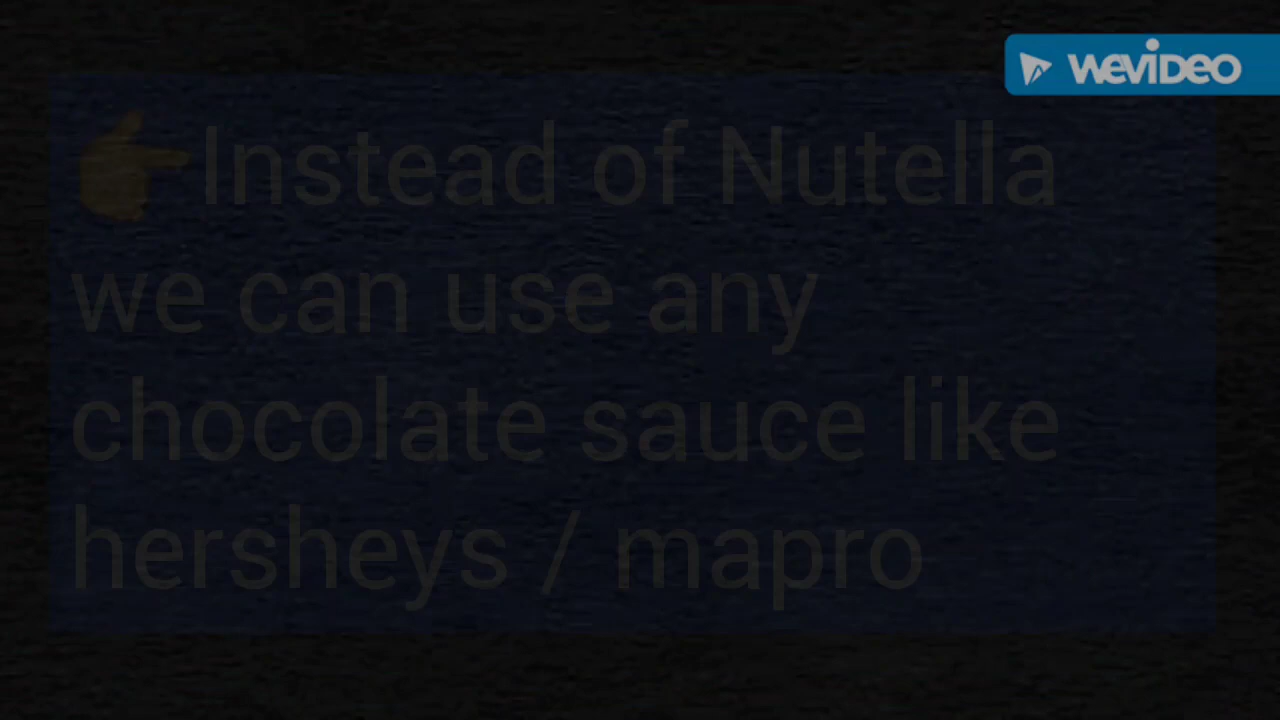 wevideo
👉Instead of Nutella
we can use any
chocolate sauce like
hersheys / mapro